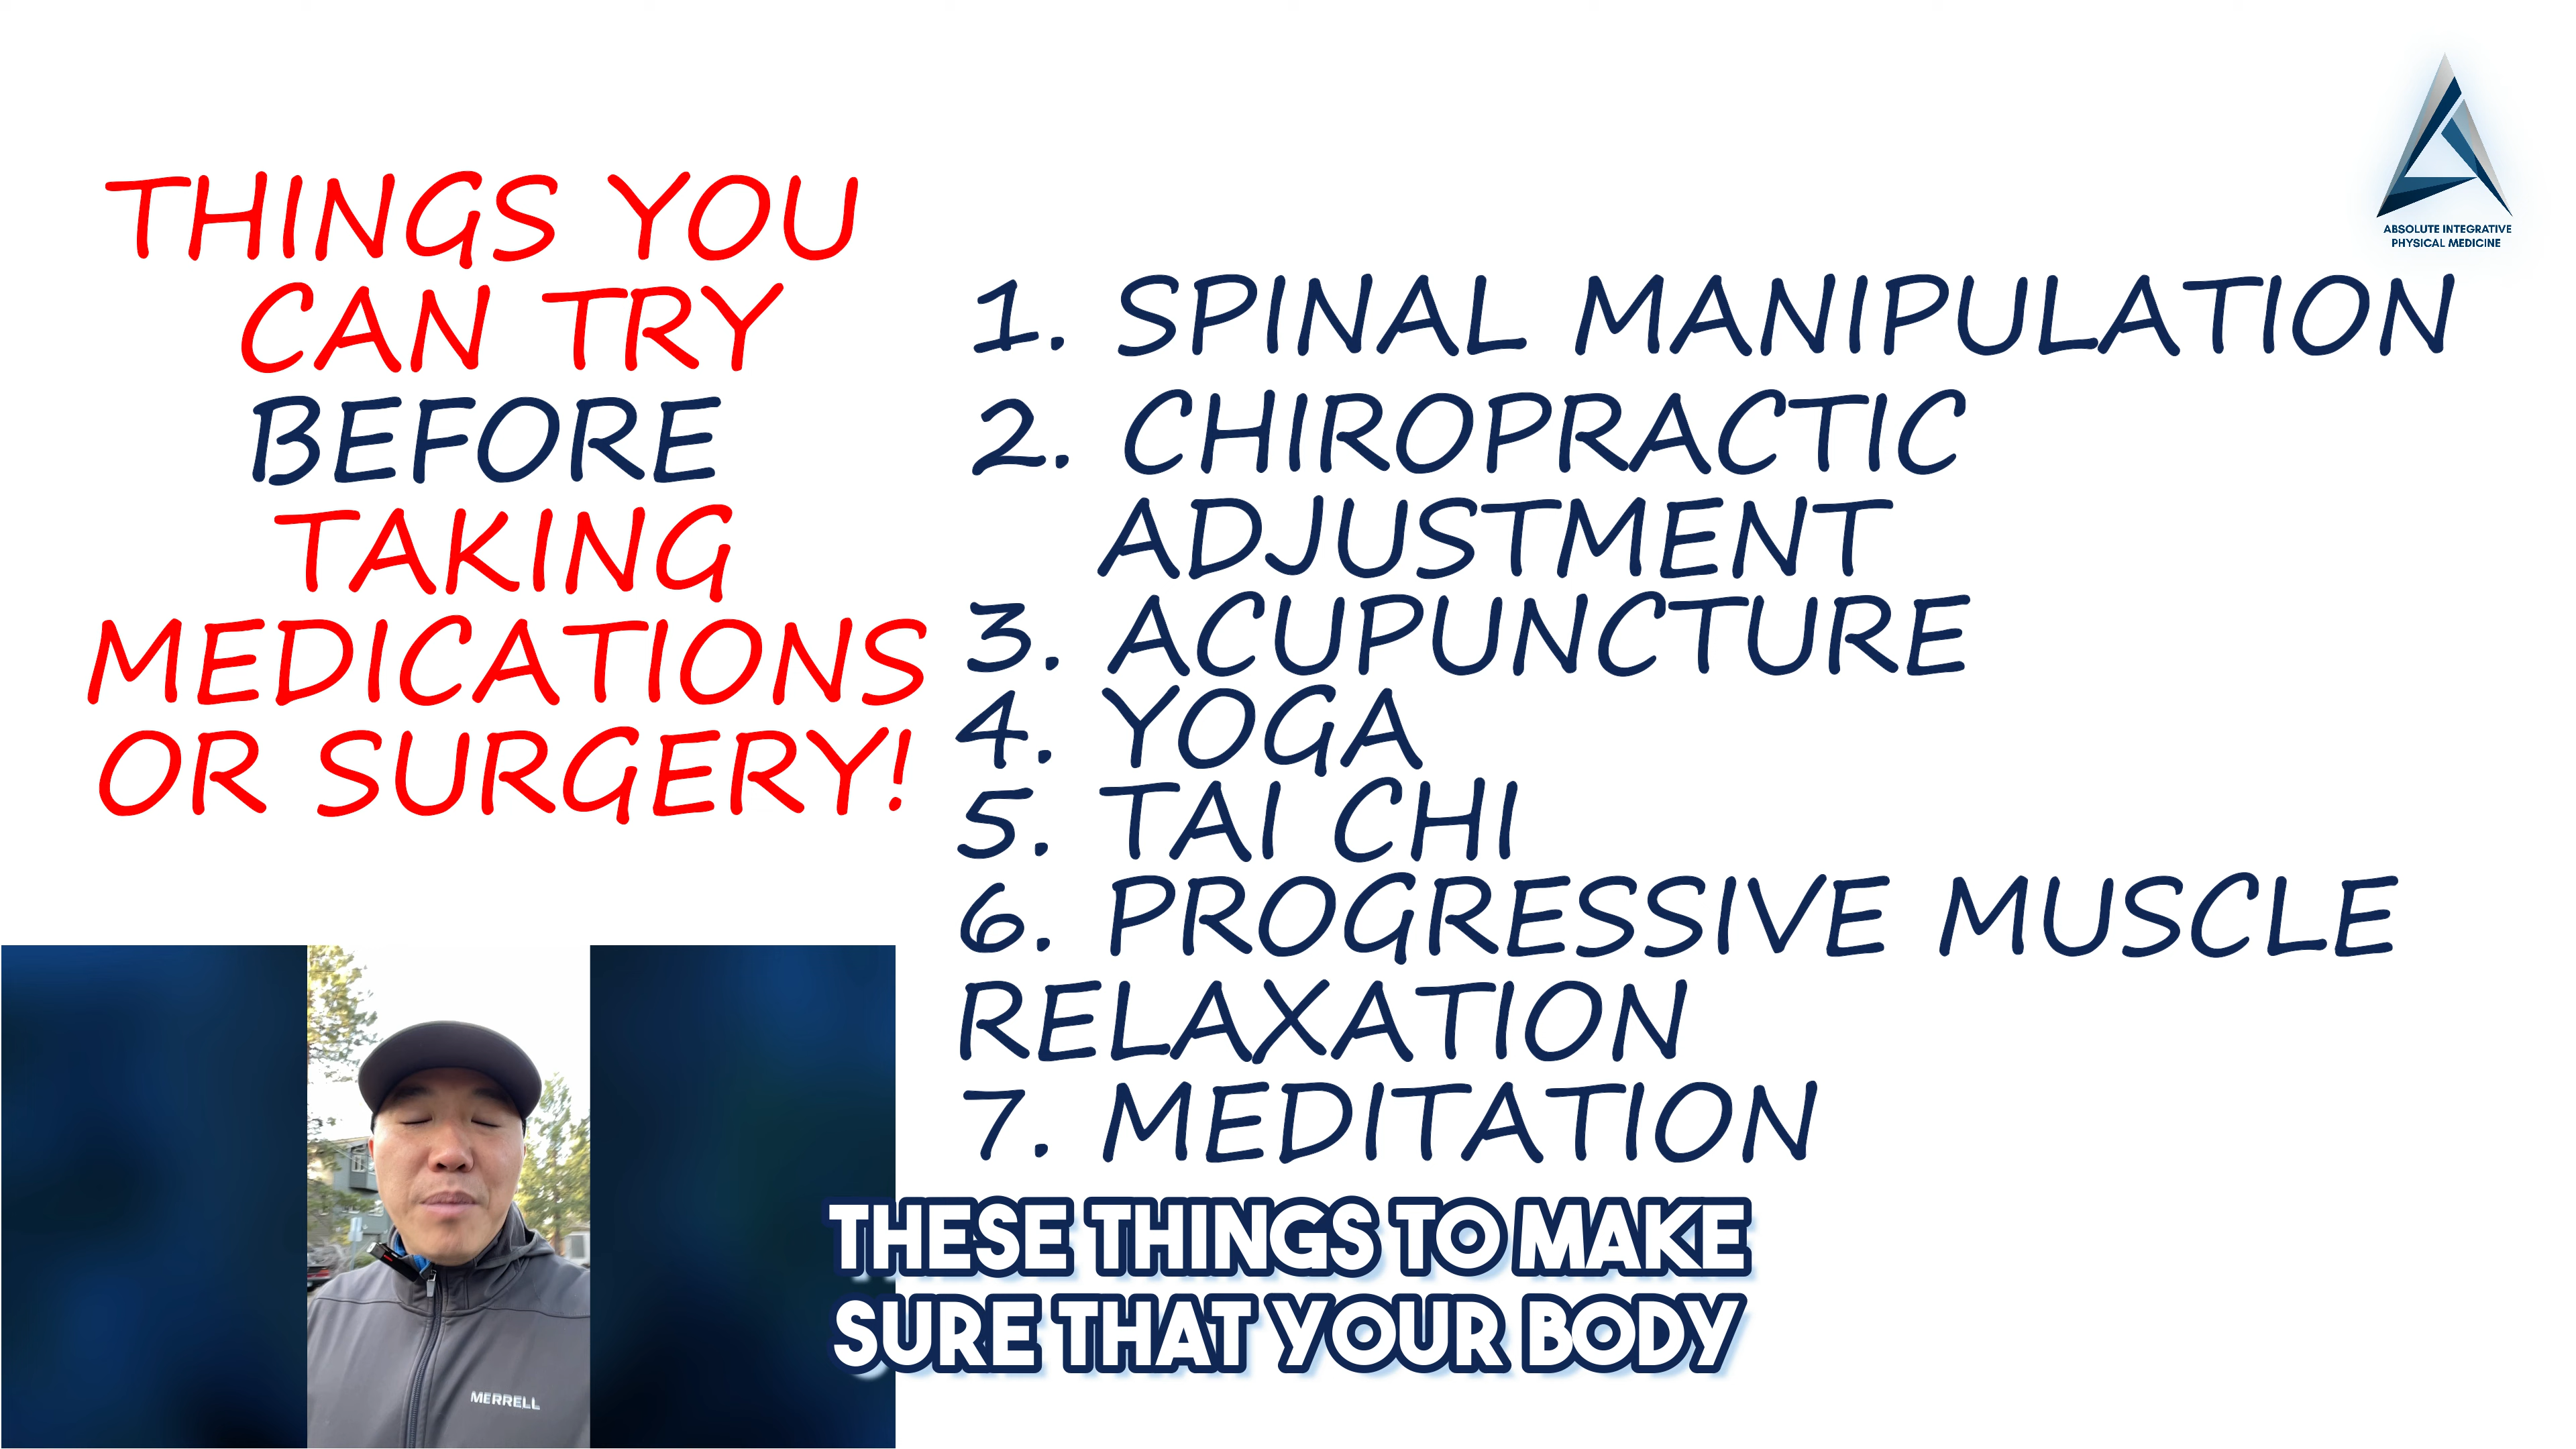 THINGS YOU
CAN TRY
BEFORE
TAKING
MEDICATIONS
OR SURGERY!
ABSOLUTE INTEGRATIVE
PHYSICAL MEDICINE
1. SPINAL MANIPULATION
2. CHIROPRACTIC
ADJUSTMENT
3. ACUPUNCTURE
4. YOGA
5. TAI CHI
6. PROGRESSIVE MUSCLE
RELAXATION
7. MEDITATION
THESE THINGS TO MAKE
SURE THAT YOUR BODY
MERRELL